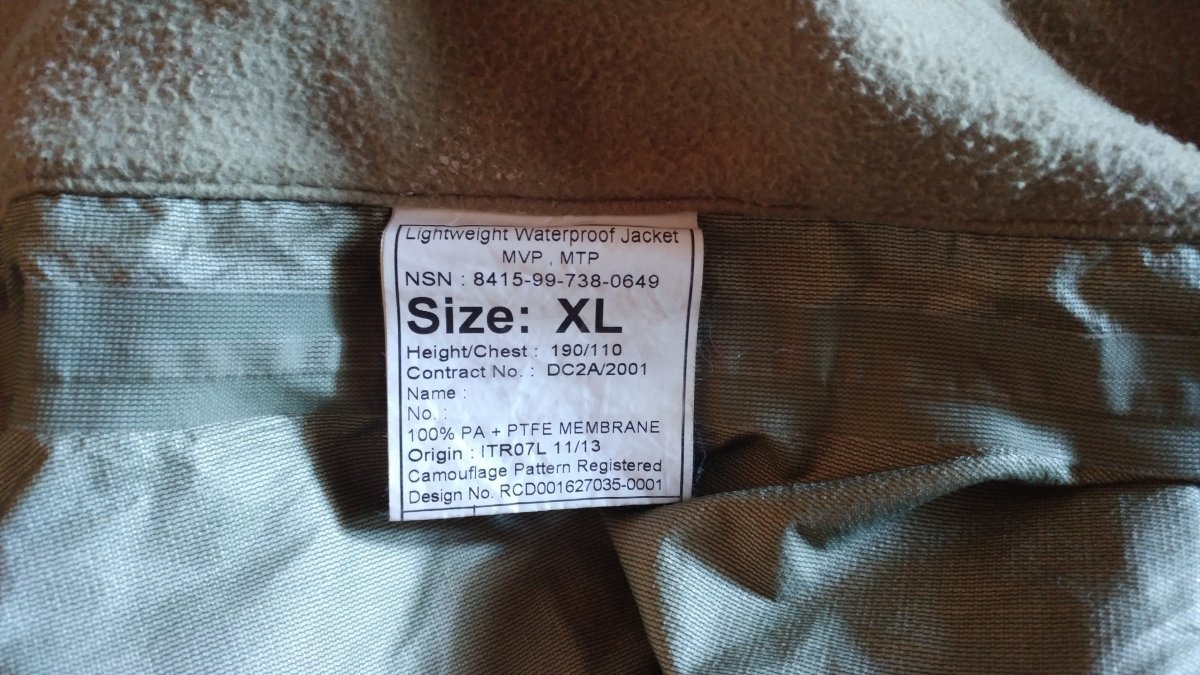 Lightweight Waterproof Jacket
MVP , MTP
NSN : 8415-99-738-0649
Size: XL
Height/Chest : 190/110
Contract No. : DC2A/2001
Name :
No. :
100% PA + PTFE MEMBRANE
Origin : ITR07L 11/13
Camouflage Pattern Registered
Design No. RCD001627035-0001